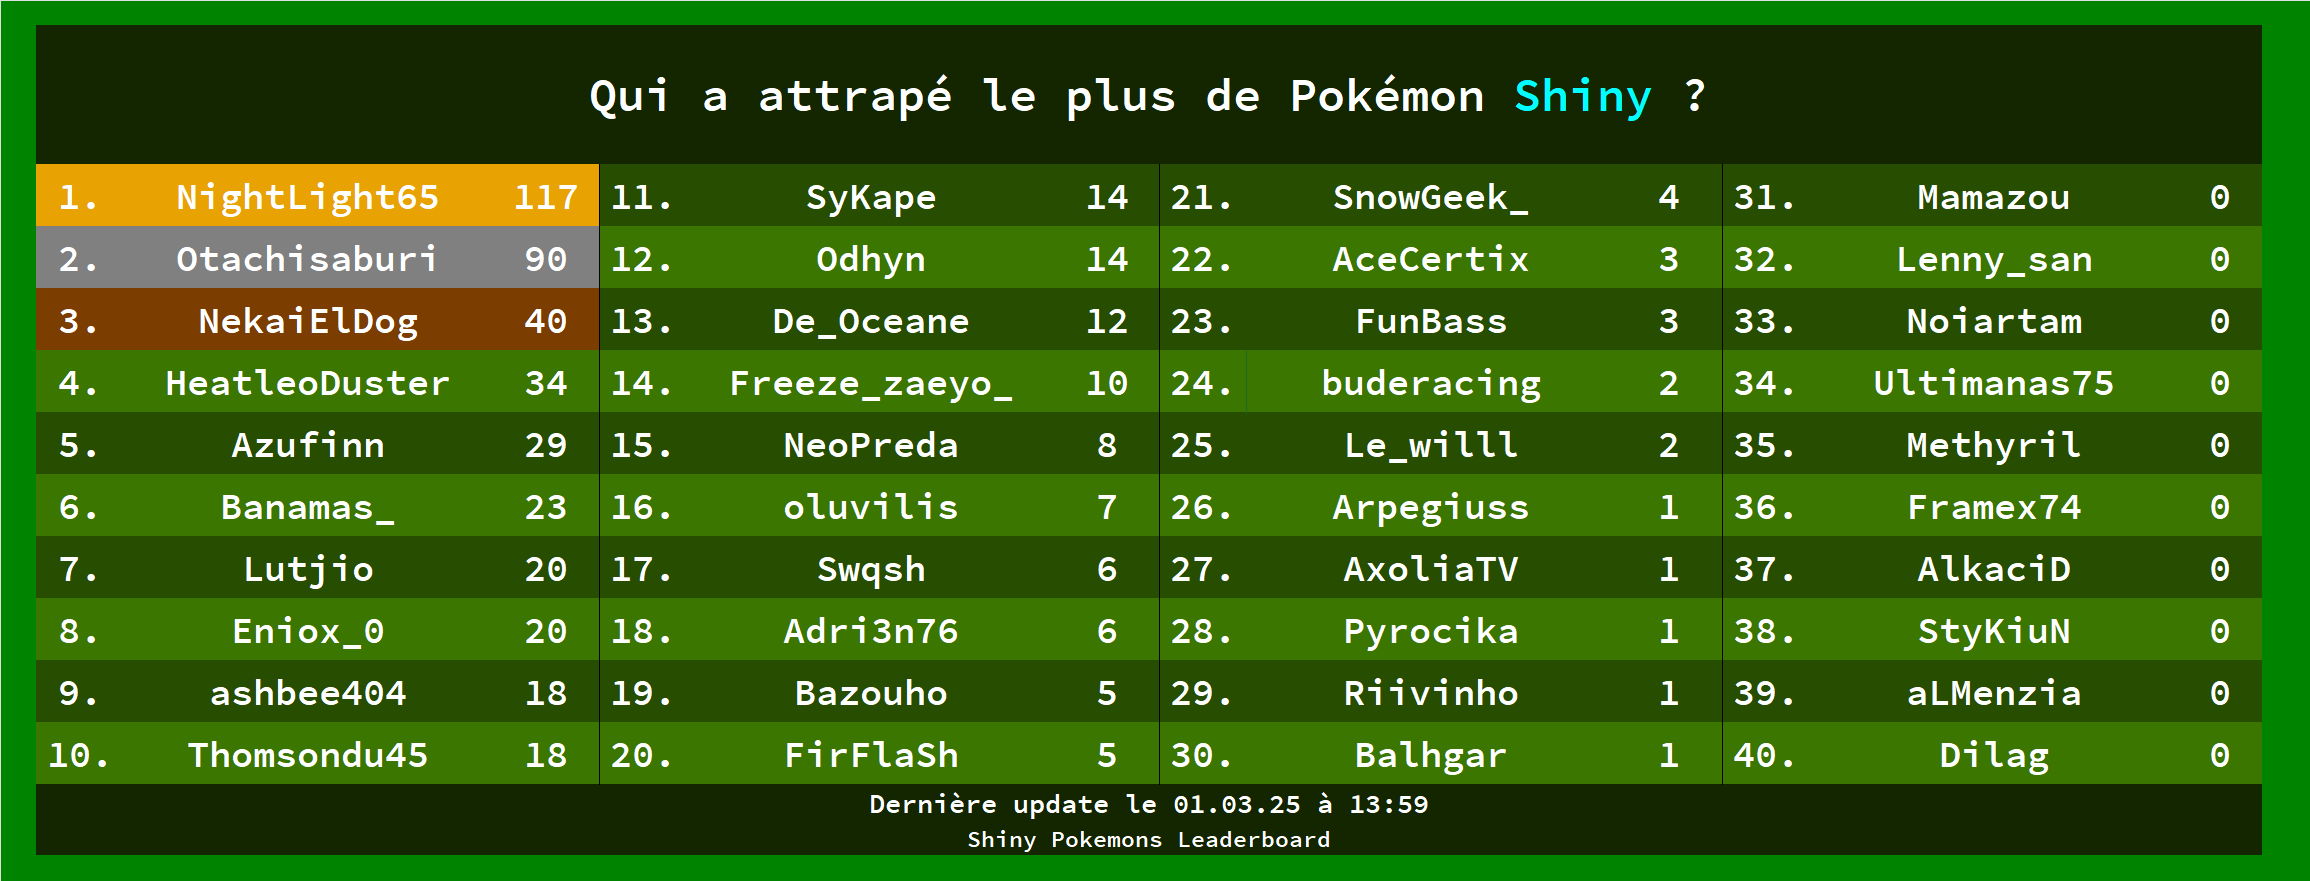 Qui a attrapé le plus de Pokémon Shiny ?
1. NightLight65 117
2. Otachisaburi 90
3. NekaiElDog 40
4. HeatleoDuster 34
5. Azufinn 29
6. Banamas_ 23
7. Lutjio 20
8. Eniox_0 20
9. ashbee404 18
10. Thomsondu45 18
11. SyKape 14
12. Odhyn 14
13. De_Oceane 12
14. Freeze_zaeyo_ 10
15. NeoPreda 8
16. oluvilis 7
17. Swqsh 6
18. Adri3n76 6
19. Bazouho 5
20. FirFlaSh 5
21. SnowGeek_ 4
22. AceCertix 3
23. FunBass 3
24. buderacing 2
25. Le_willl 2
26. Arpegiuss 1
27. AxoliaTV 1
28. Pyrocika 1
29. Riivinho 1
30. Balhgar 1
31. Mamazou 0
32. Lenny_san 0
33. Noiartam 0
34. Ultimanas75 0
35. Methyril 0
36. Framex74 0
37. AlkaciD 0
38. StyKiuN 0
39. aLMenzia 0
40. Dilag 0
Dernière update le 01.03.25 à 13:59
Shiny Pokemons Leaderboard